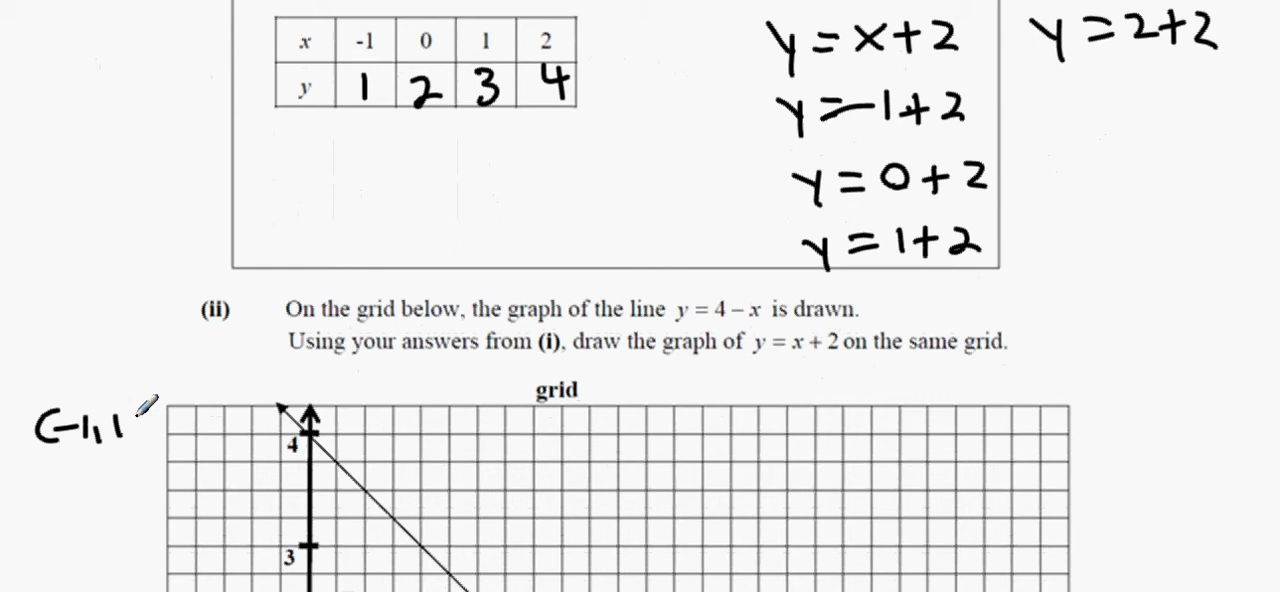 x -1 0 1 2
y 1 2 3 4
y = x + 2
y = -1 + 2
y = 0 + 2
y = 1 + 2
y = 2 + 2
(ii) On the grid below, the graph of the line y = 4 – x is drawn.
Using your answers from (i), draw the graph of y = x + 2 on the same grid.
grid
(-1,1
4
3